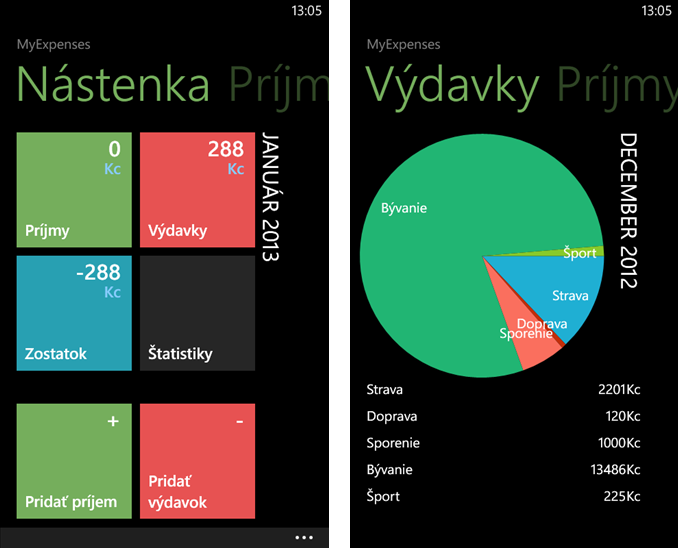 13:05
MyExpenses
Nástenka Príjm
0
Kc
Príjmy
288
Kc
Výdavky
JANUÁR 2013
-288
Kc
Zostatok
Štatistiky
+
Pridať príjem
-
Pridať
výdavok
13:05
MyExpenses
Výdavky Príjmy
DECEMBER 2012
Bývanie
Šport
Strava
Doprava
Sporenie
Strava 2201Kc
Doprava 120Kc
Sporenie 1000Kc
Bývanie 13486Kc
Šport 225Kc